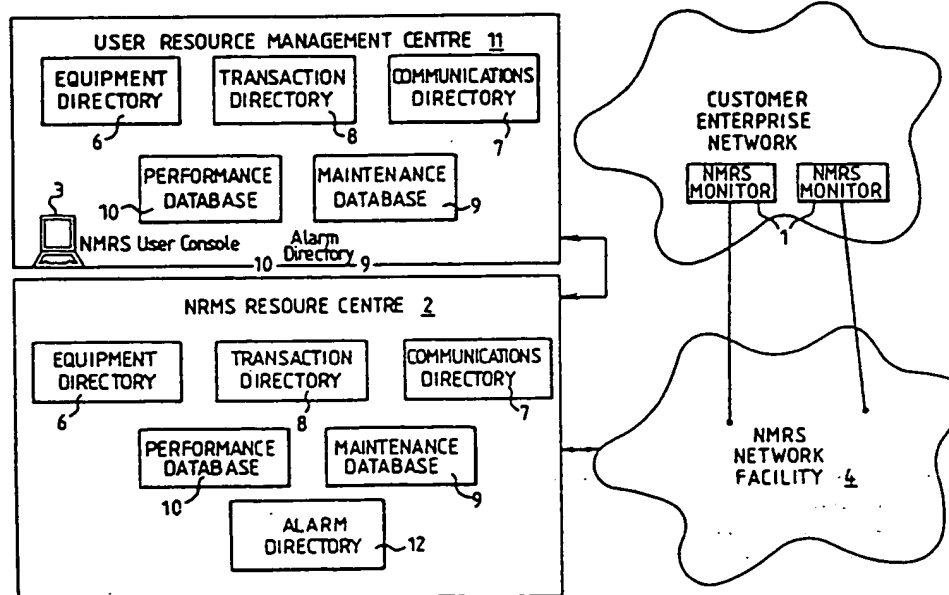 USER RESOURCE MANAGEMENT CENTRE 11
EQUIPMENT
DIRECTORY
6
TRANSACTION
DIRECTORY
8
COMMUNICATIONS
DIRECTORY
7
PERFORMANCE
DATABASE
10
MAINTENANCE
DATABASE
9
3
NMRS User Console
Alarm
Directory
10
9
NRMS RESOURE CENTRE 2
EQUIPMENT
DIRECTORY
6
TRANSACTION
DIRECTORY
8
COMMUNICATIONS
DIRECTORY
7
PERFORMANCE
DATABASE
10
MAINTENANCE
DATABASE
9
ALARM
DIRECTORY
12
CUSTOMER
ENTERPRISE
NETWORK
NMRS
MONITOR
NMRS
MONITOR
1
NMRS
NETWORK
FACILITY 4